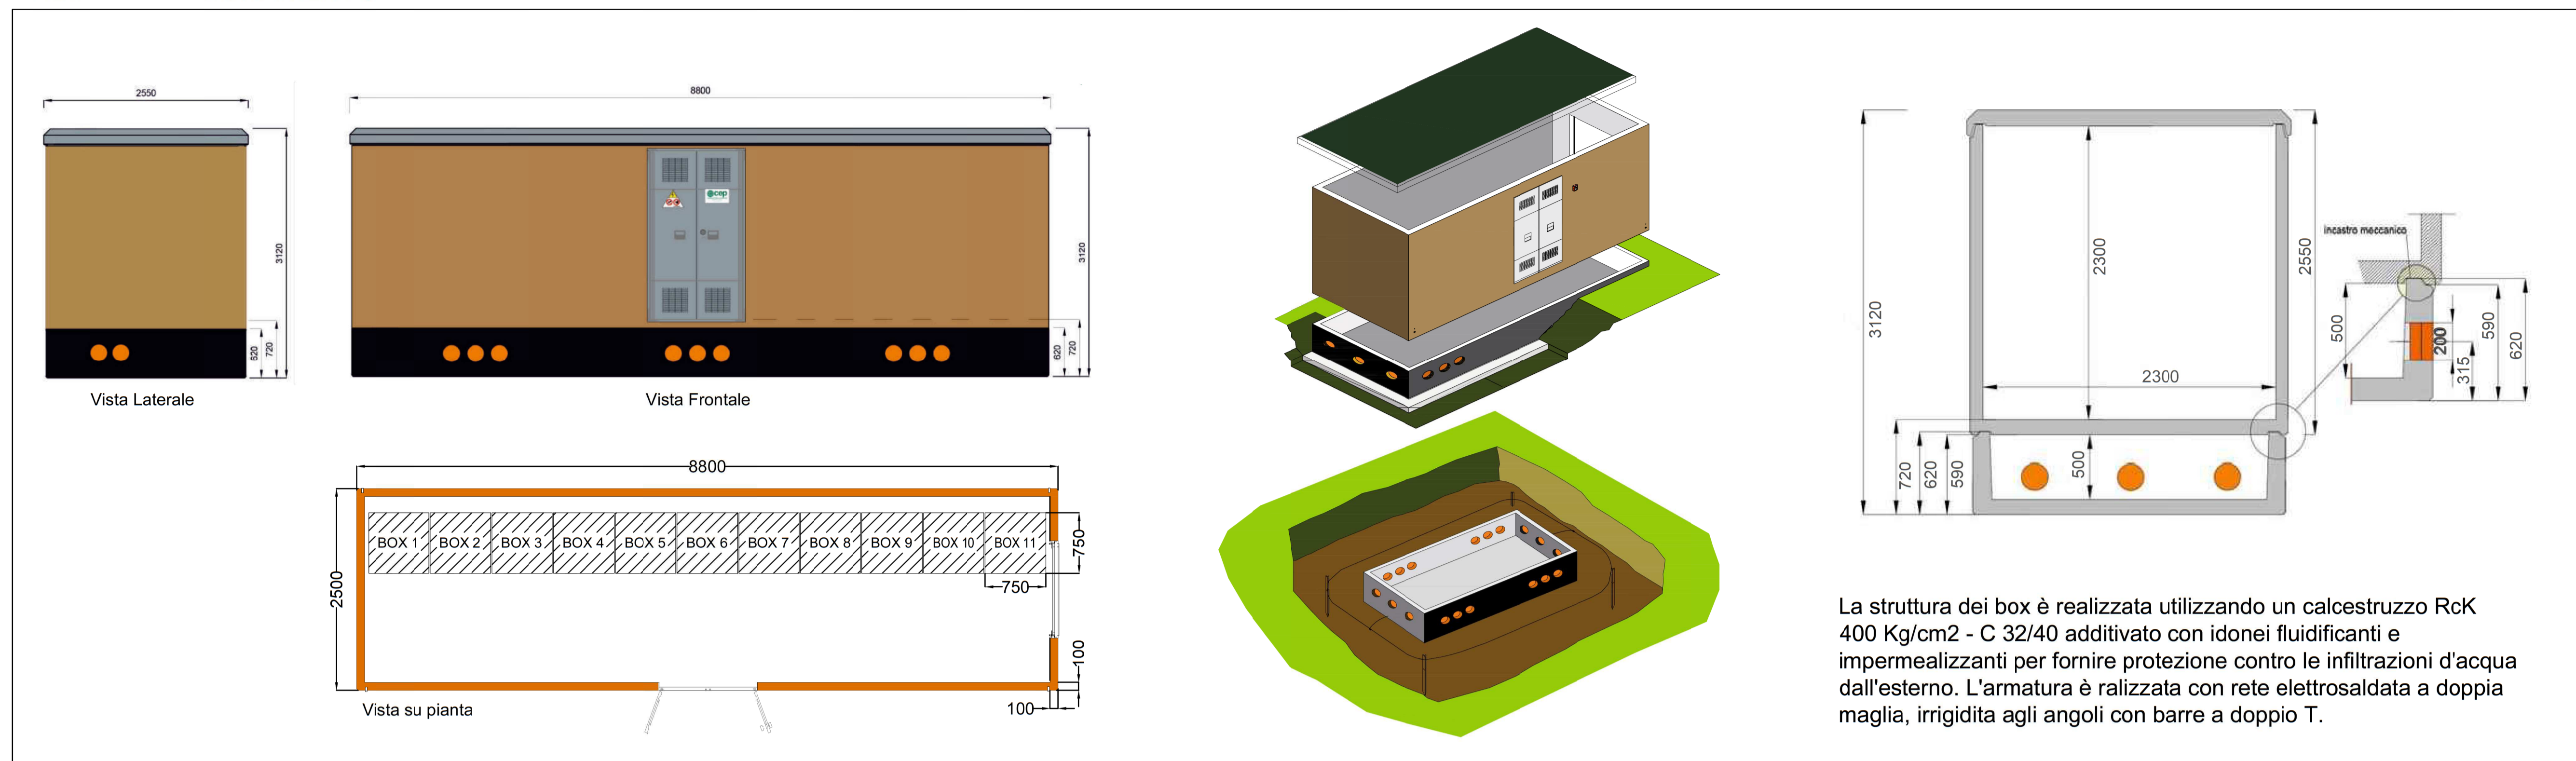 2550
3120
620
720
Vista Laterale
8800
cep
3120
620
720
Vista Frontale
8800
2500
BOX 1
BOX 2
BOX 3
BOX 4
BOX 5
BOX 6
BOX 7
BOX 8
BOX 9
BOX 10
BOX 11
750
750
100
100
Vista su pianta
3120
2300
2300
2550
720
620
590
500
incastro meccanico
500
200
315
590
620
La struttura dei box è realizzata utilizzando un calcestruzzo RcK
400 Kg/cm2 - C 32/40 additivato con idonei fluidificanti e
impermealizzanti per fornire protezione contro le infiltrazioni d'acqua
dall'esterno. L'armatura è ralizzata con rete elettrosaldata a doppia
maglia, irrigidita agli angoli con barre a doppio T.